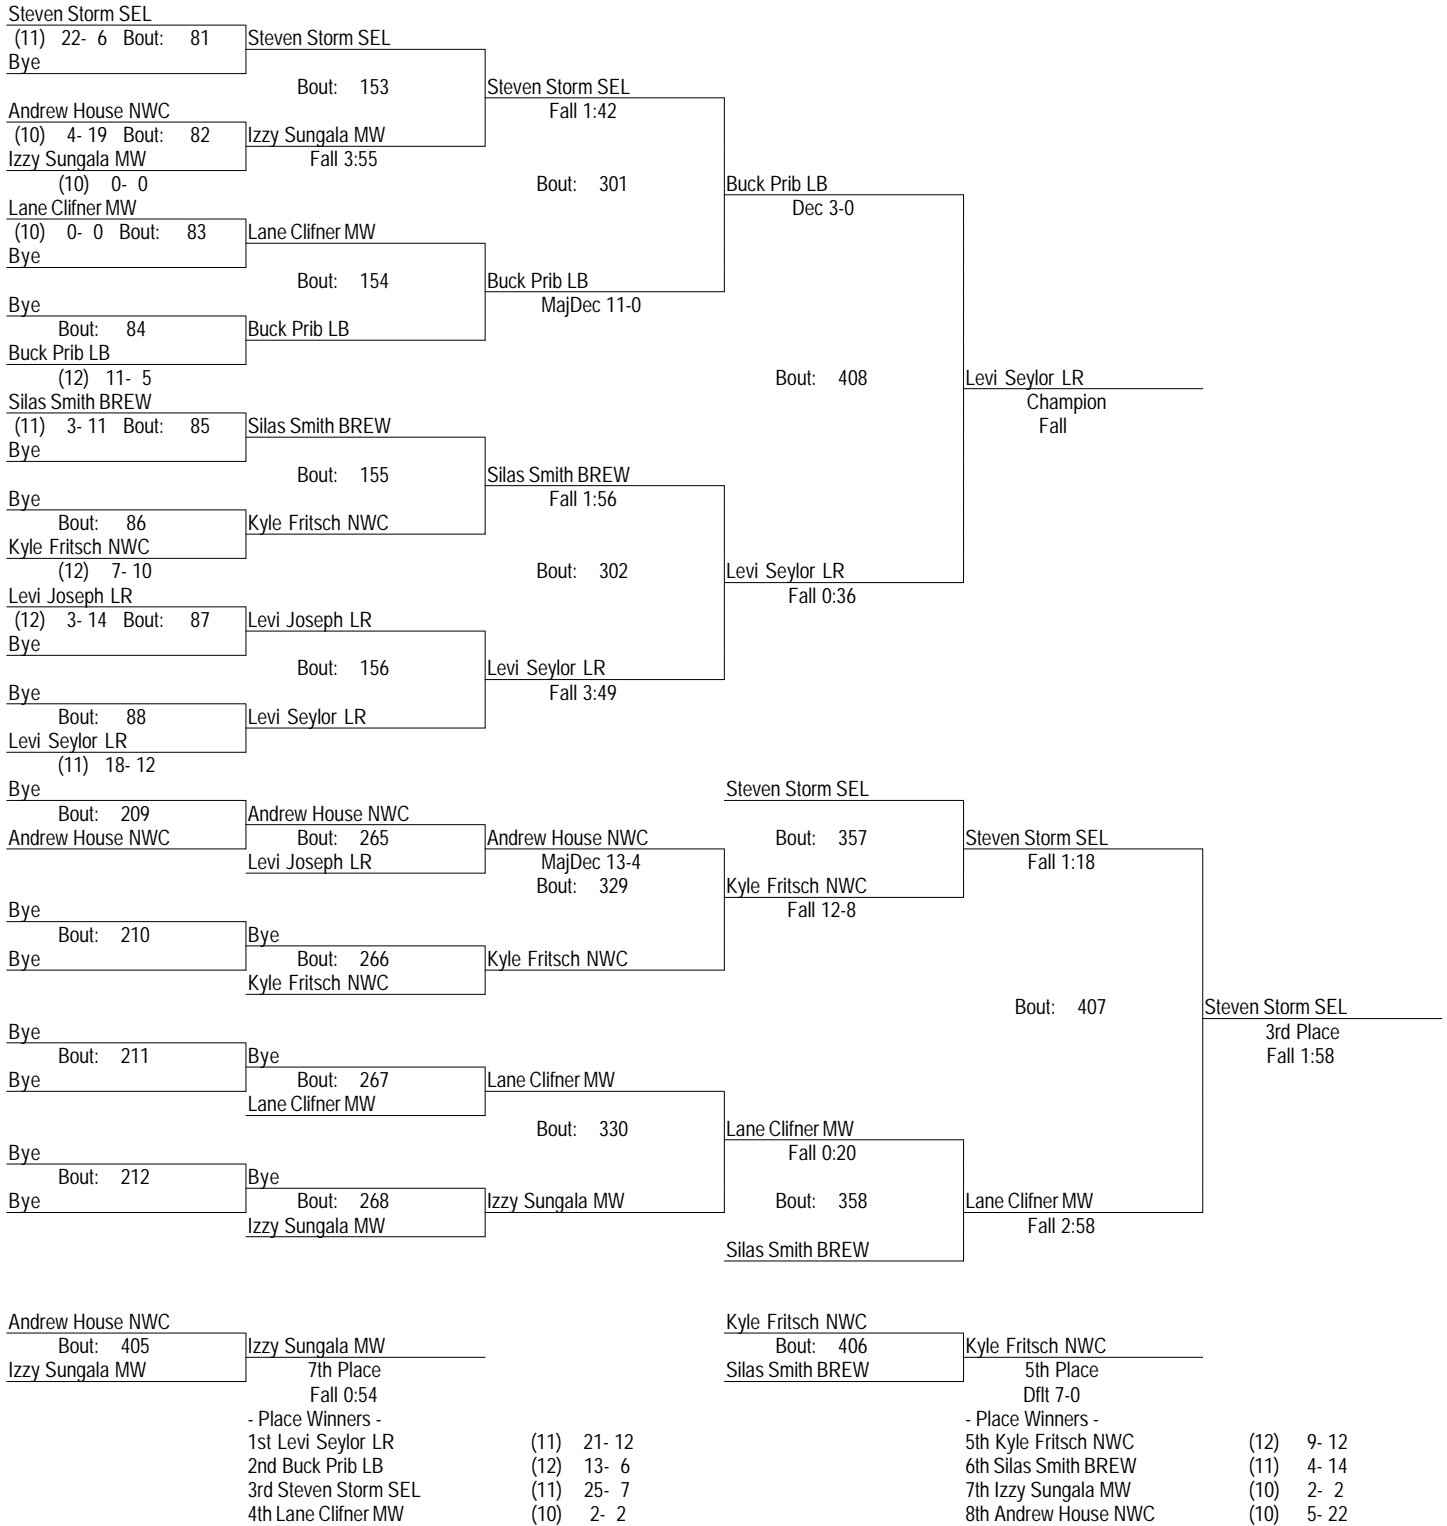 Steven Storm SEL
(11) 22- 6 Bout: 81 Steven Storm SEL
Bye
Bout: 153 Steven Storm SEL
Andrew House NWC Fall 1:42
(10) 4- 19 Bout: 82 Izzy Sungala MW
Izzy Sungala MW Fall 3:55
(10) 0- 0 Bout: 301 Buck Prib LB
Lane Clifner MW Dec 3-0
(10) 0- 0 Bout: 83 Lane Clifner MW
Bye
Bout: 154 Buck Prib LB
Bye MajDec 11-0
Bout: 84 Buck Prib LB
Buck Prib LB
(12) 11- 5 Bout: 408 Levi Seylor LR
Silas Smith BREW Champion
(11) 3- 11 Bout: 85 Silas Smith BREW Fall
Bye
Bout: 155 Silas Smith BREW
Bye Fall 1:56
Bout: 86 Kyle Fritsch NWC
Kyle Fritsch NWC
(12) 7- 10 Bout: 302 Levi Seylor LR
Levi Joseph LR Fall 0:36
(12) 3- 14 Bout: 87 Levi Joseph LR
Bye
Bout: 156 Levi Seylor LR
Bye Fall 3:49
Bout: 88 Levi Seylor LR
Levi Seylor LR
(11) 18- 12
Bye Steven Storm SEL
Bout: 209 Andrew House NWC
Andrew House NWC Bout: 265 Andrew House NWC Bout: 357 Steven Storm SEL
Levi Joseph LR MajDec 13-4 Fall 1:18
Bout: 329 Kyle Fritsch NWC
Bye Fall 12-8
Bout: 210 Bye
Bye Bout: 266 Kyle Fritsch NWC
Kyle Fritsch NWC
Bout: 407 Steven Storm SEL
Bye 3rd Place
Bout: 211 Bye Fall 1:58
Bye Bout: 267 Lane Clifner MW
Lane Clifner MW
Bout: 330 Lane Clifner MW
Bye Fall 0:20
Bout: 212 Bye
Bye Bout: 268 Izzy Sungala MW Bout: 358 Lane Clifner MW
Izzy Sungala MW Fall 2:58
Silas Smith BREW
Andrew House NWC Kyle Fritsch NWC
Bout: 405 Izzy Sungala MW Bout: 406 Kyle Fritsch NWC
Izzy Sungala MW 7th Place Silas Smith BREW 5th Place
Fall 0:54 Dflt 7-0
- Place Winners - - Place Winners -
1st Levi Seylor LR (11) 21- 12 5th Kyle Fritsch NWC (12) 9- 12
2nd Buck Prib LB (12) 13- 6 6th Silas Smith BREW (11) 4- 14
3rd Steven Storm SEL (11) 25- 7 7th Izzy Sungala MW (10) 2- 2
4th Lane Clifner MW (10) 2- 2 8th Andrew House NWC (10) 5- 22